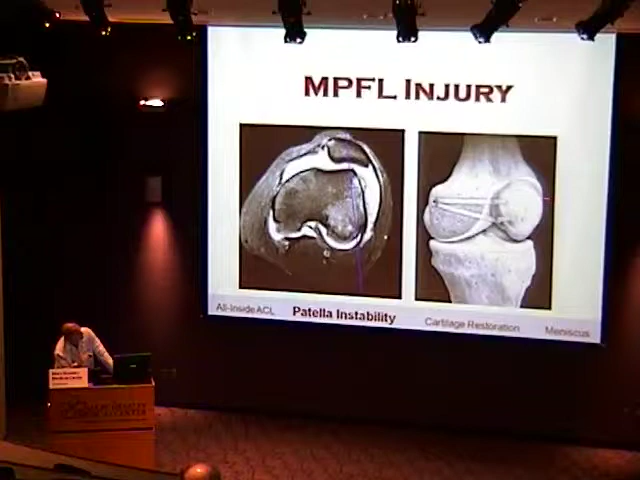 MPFL INJURY
All-Inside ACL
Patella Instability
Cartilage Restoration
Meniscus